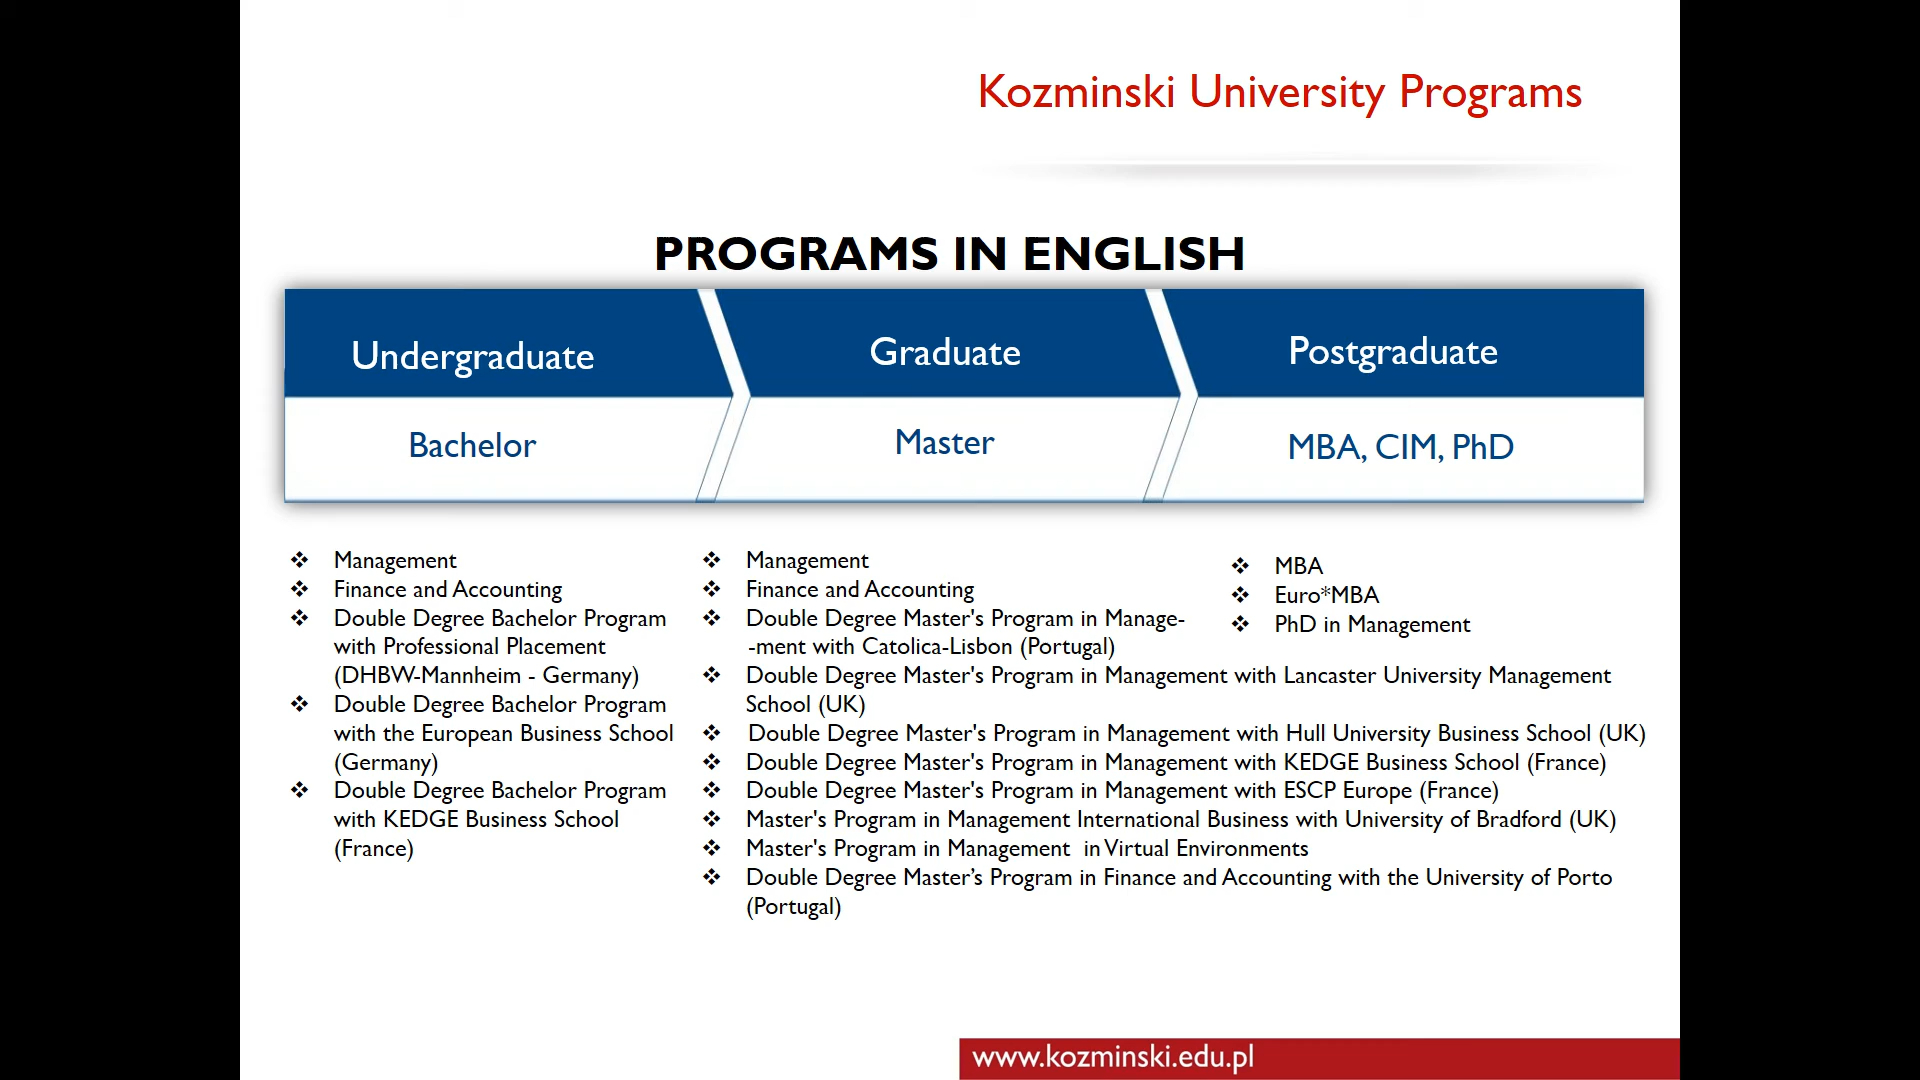 Kozminski University Programs
PROGRAMS IN ENGLISH
Undergraduate
Graduate
Postgraduate
Bachelor
Master
MBA, CIM, PhD
❖ Management
❖ Finance and Accounting
❖ Double Degree Bachelor Program
with Professional Placement
(DHBW-Mannheim - Germany)
❖ Double Degree Bachelor Program
with the European Business School
(Germany)
❖ Double Degree Bachelor Program
with KEDGE Business School
(France)
❖ Management
❖ Finance and Accounting
❖ Double Degree Master's Program in Manage-
-ment with Catolica-Lisbon (Portugal)
❖ Double Degree Master's Program in Management with Lancaster University Management
School (UK)
❖ Double Degree Master's Program in Management with Hull University Business School (UK)
❖ Double Degree Master's Program in Management with KEDGE Business School (France)
❖ Double Degree Master's Program in Management with ESCP Europe (France)
❖ Master's Program in Management International Business with University of Bradford (UK)
❖ Master's Program in Management in Virtual Environments
❖ Double Degree Master’s Program in Finance and Accounting with the University of Porto
(Portugal)
❖ MBA
❖ Euro*MBA
❖ PhD in Management
www.kozminski.edu.pl